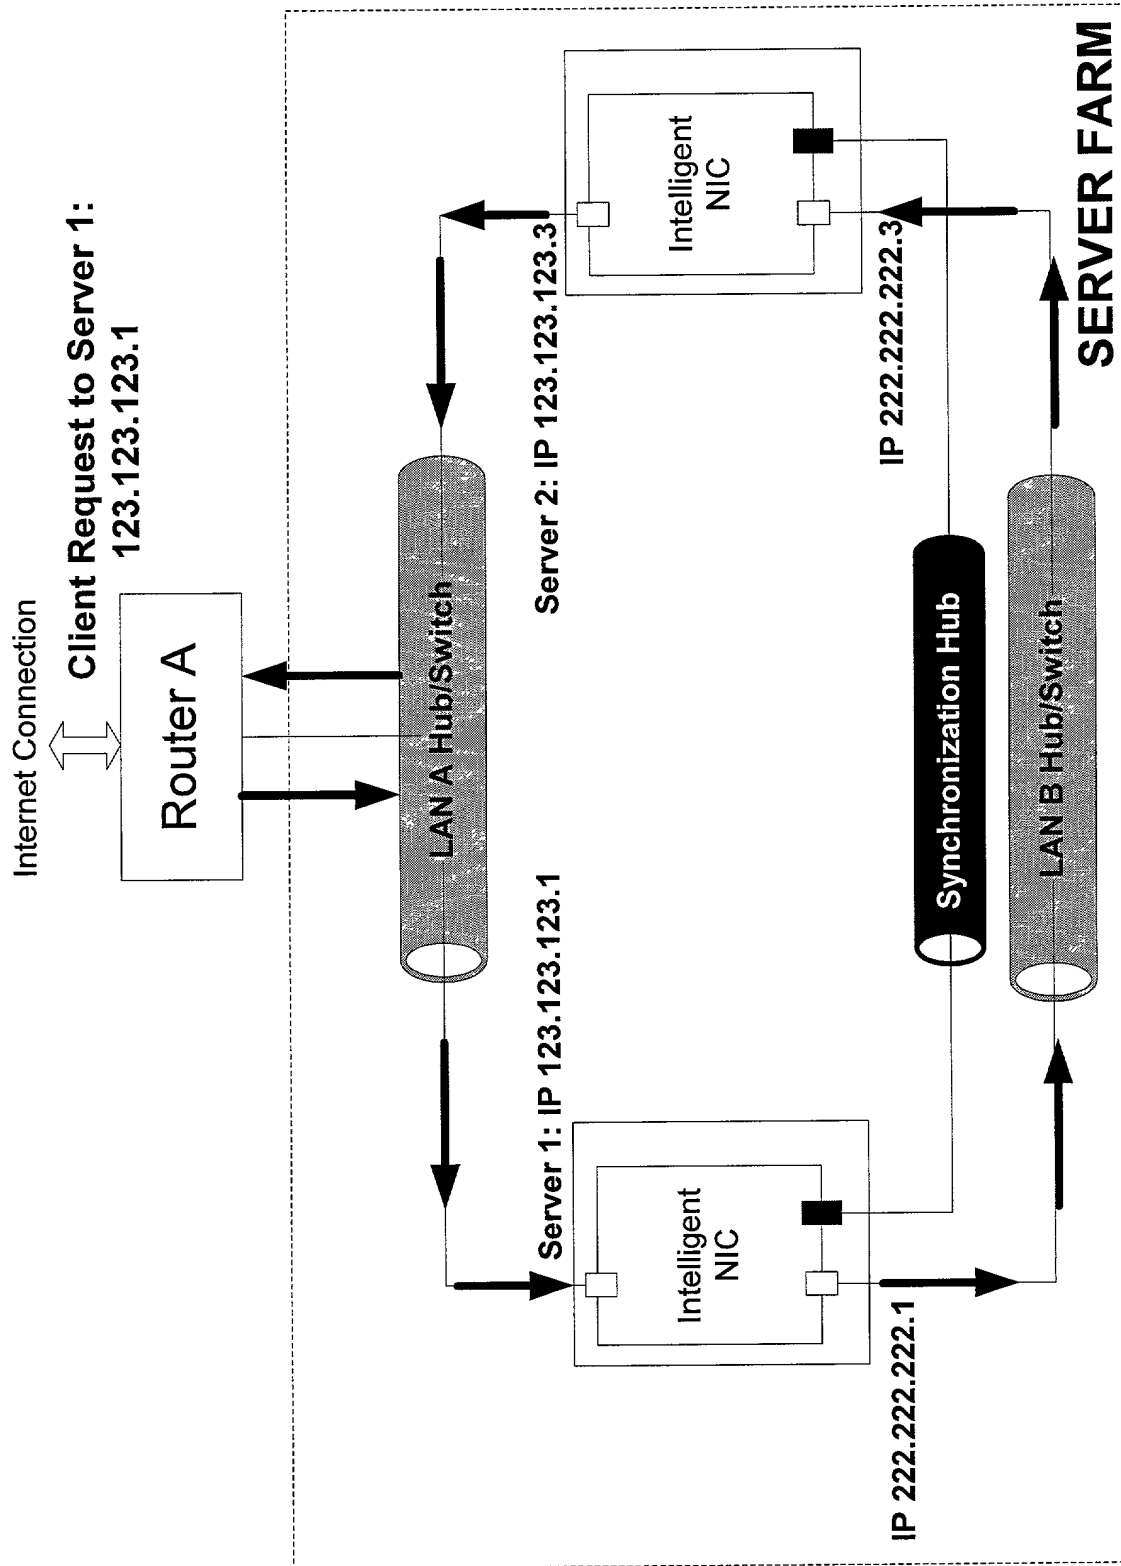 Internet Connection
Client Request to Server 1:
123.123.123.1
Router A
LAN A Hub/Switch
Server 1: IP 123.123.123.1
Server 2: IP 123.123.123.3
Intelligent
NIC
Intelligent
NIC
IP 222.222.222.1
IP 222.222.222.3
Synchronization Hub
LAN B Hub/Switch
SERVER FARM